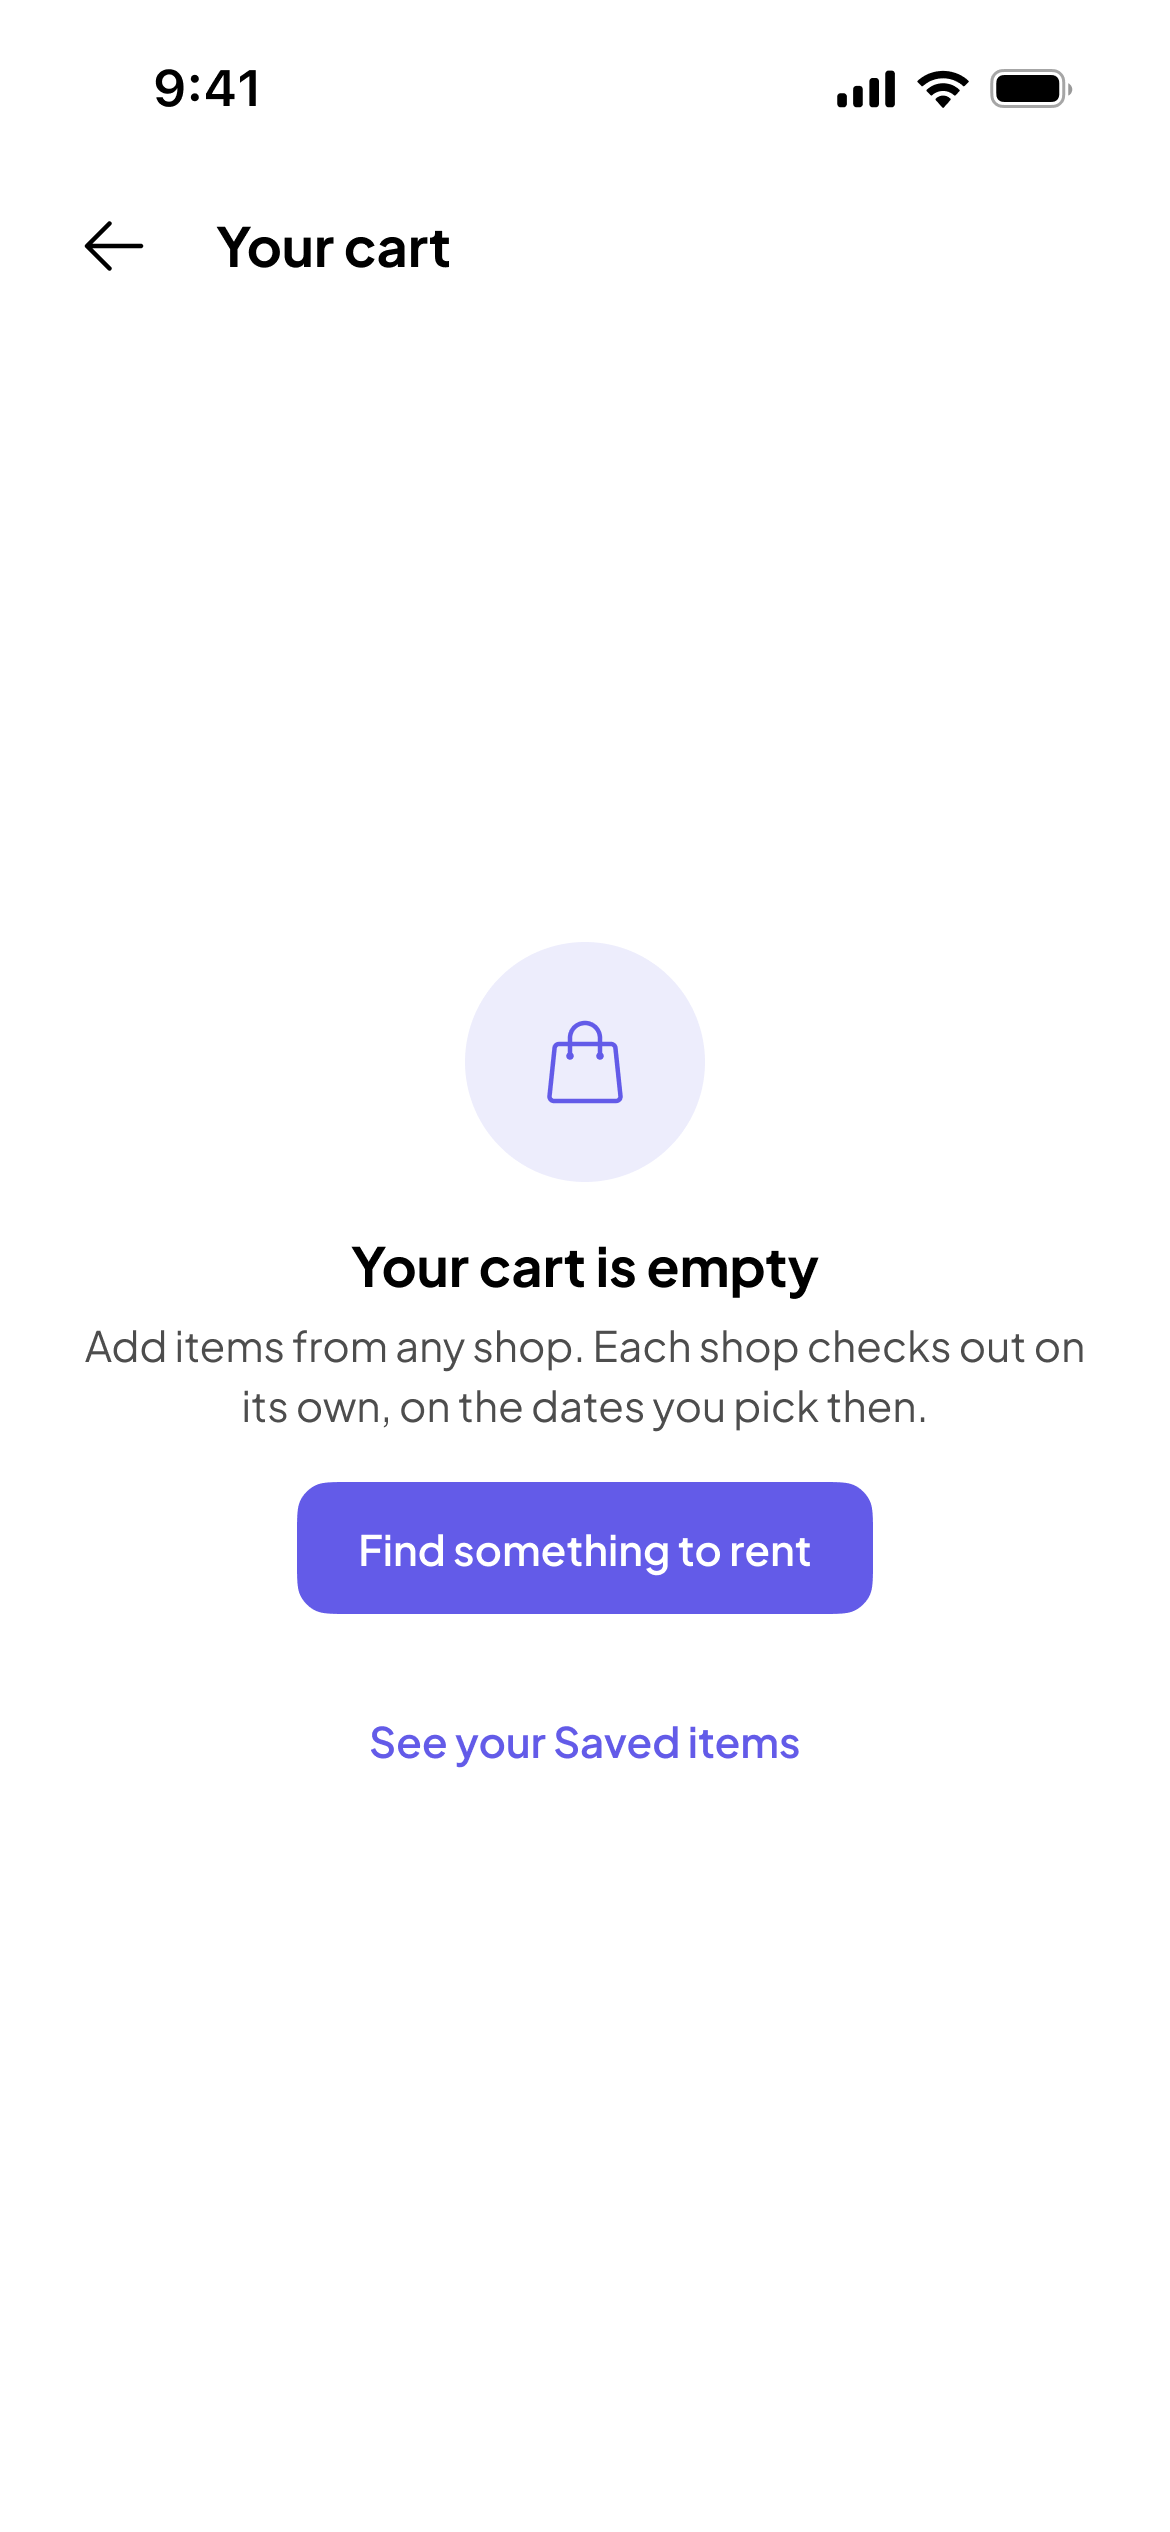 9:41
Your cart
Your cart is empty
Add items from any shop. Each shop checks out on
its own, on the dates you pick then.
Find something to rent
See your Saved items